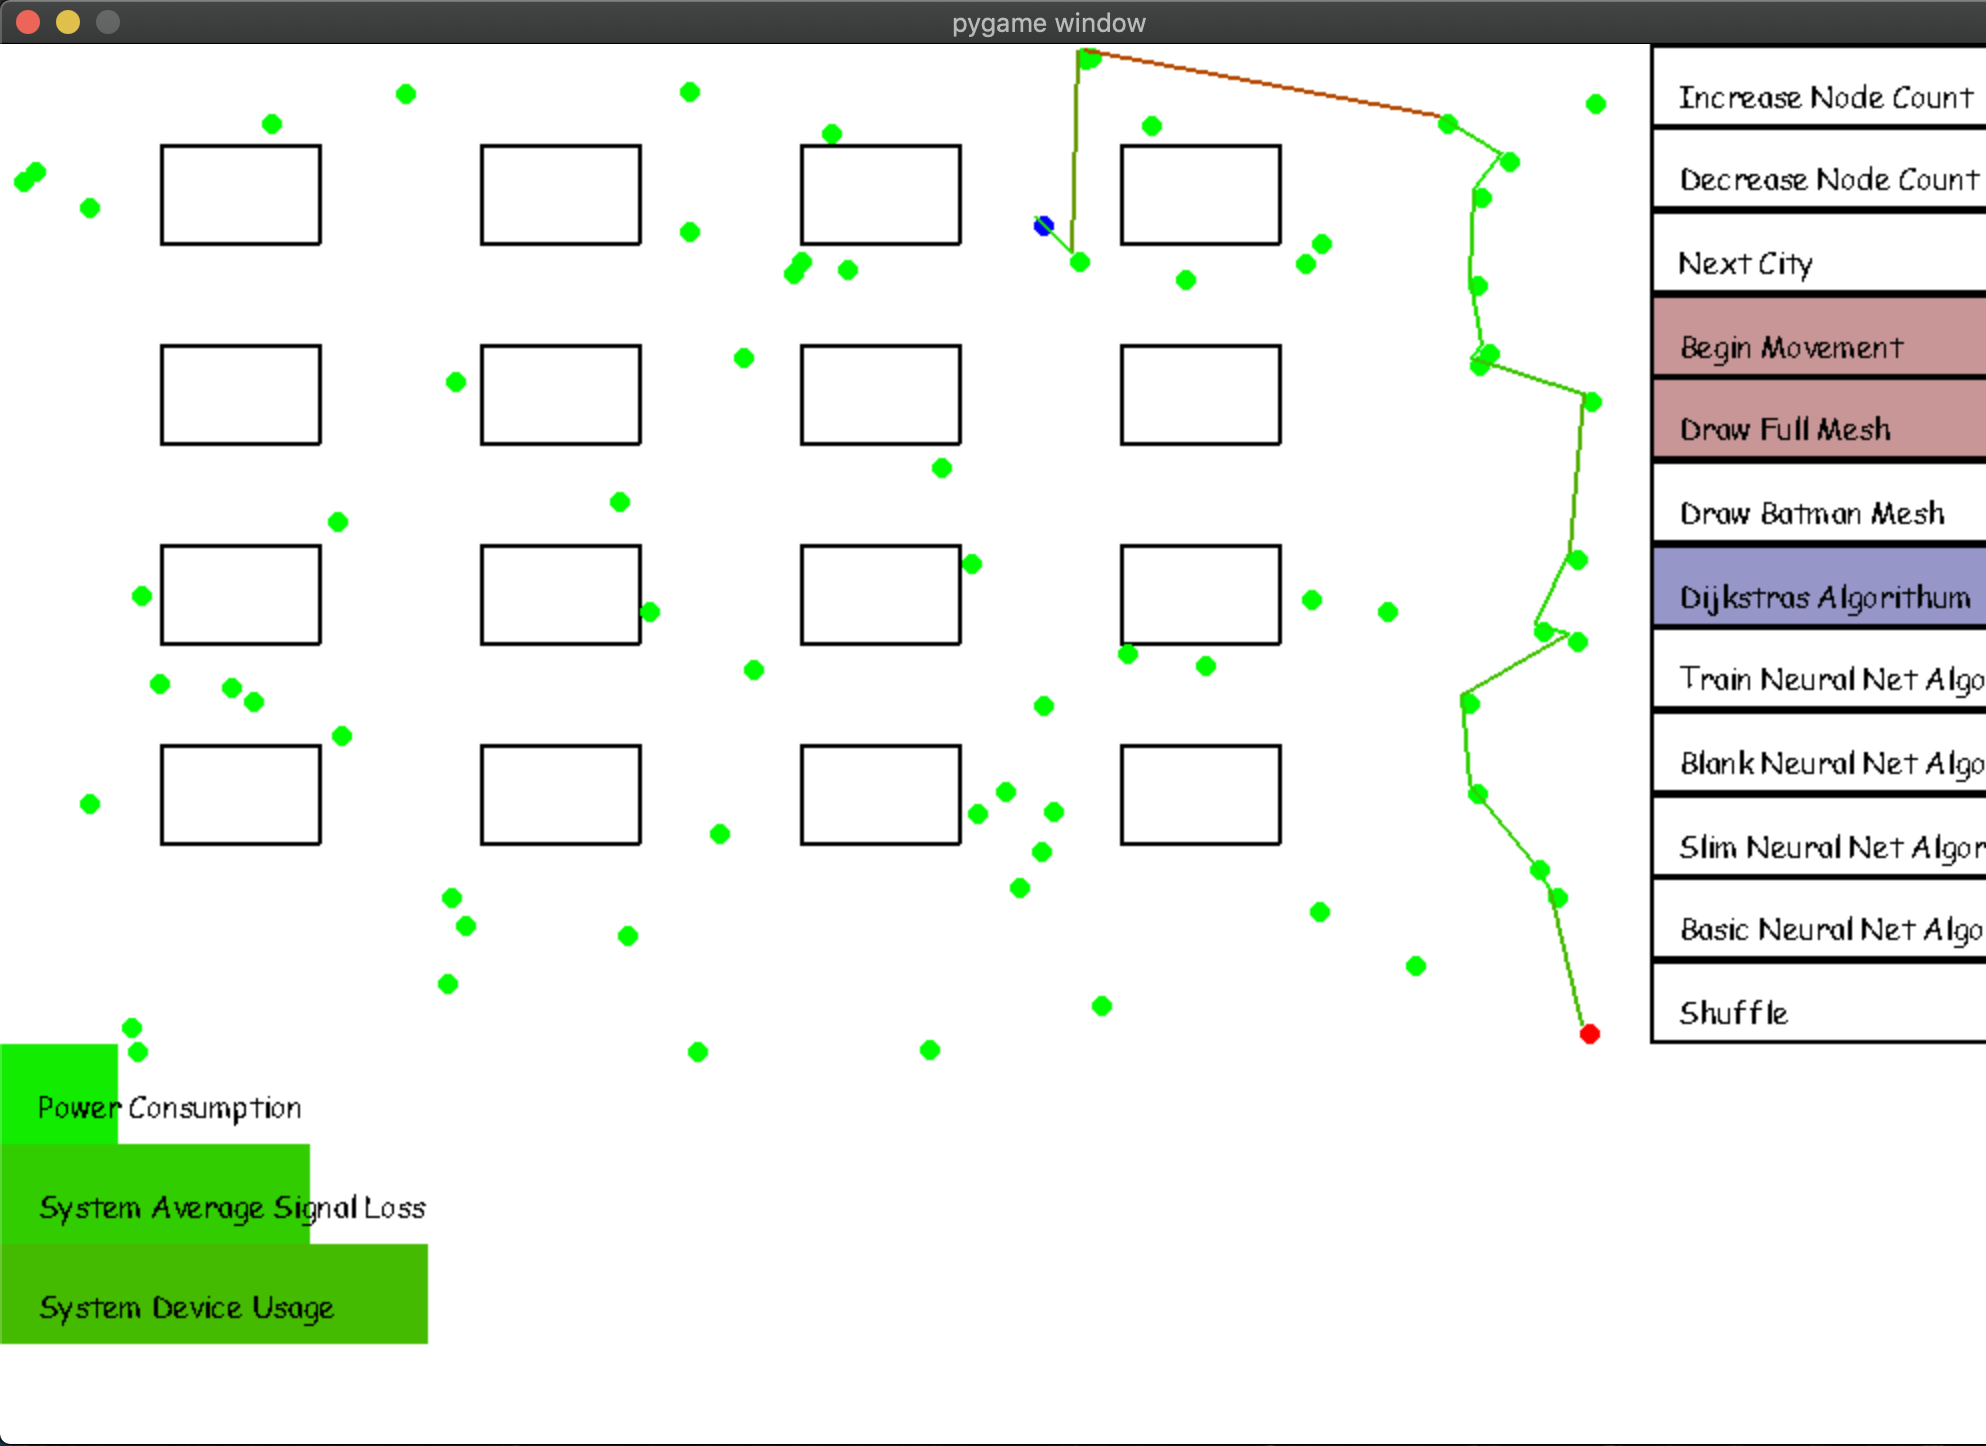 pygame window
Increase Node Count
Decrease Node Count
Next City
Begin Movement
Draw Full Mesh
Draw Batman Mesh
Dijkstras Algorithum
Train Neural Net Algo
Blank Neural Net Algo
Slim Neural Net Algor
Basic Neural Net Algo
Shuffle
Power Consumption
System Average Signal Loss
System Device Usage